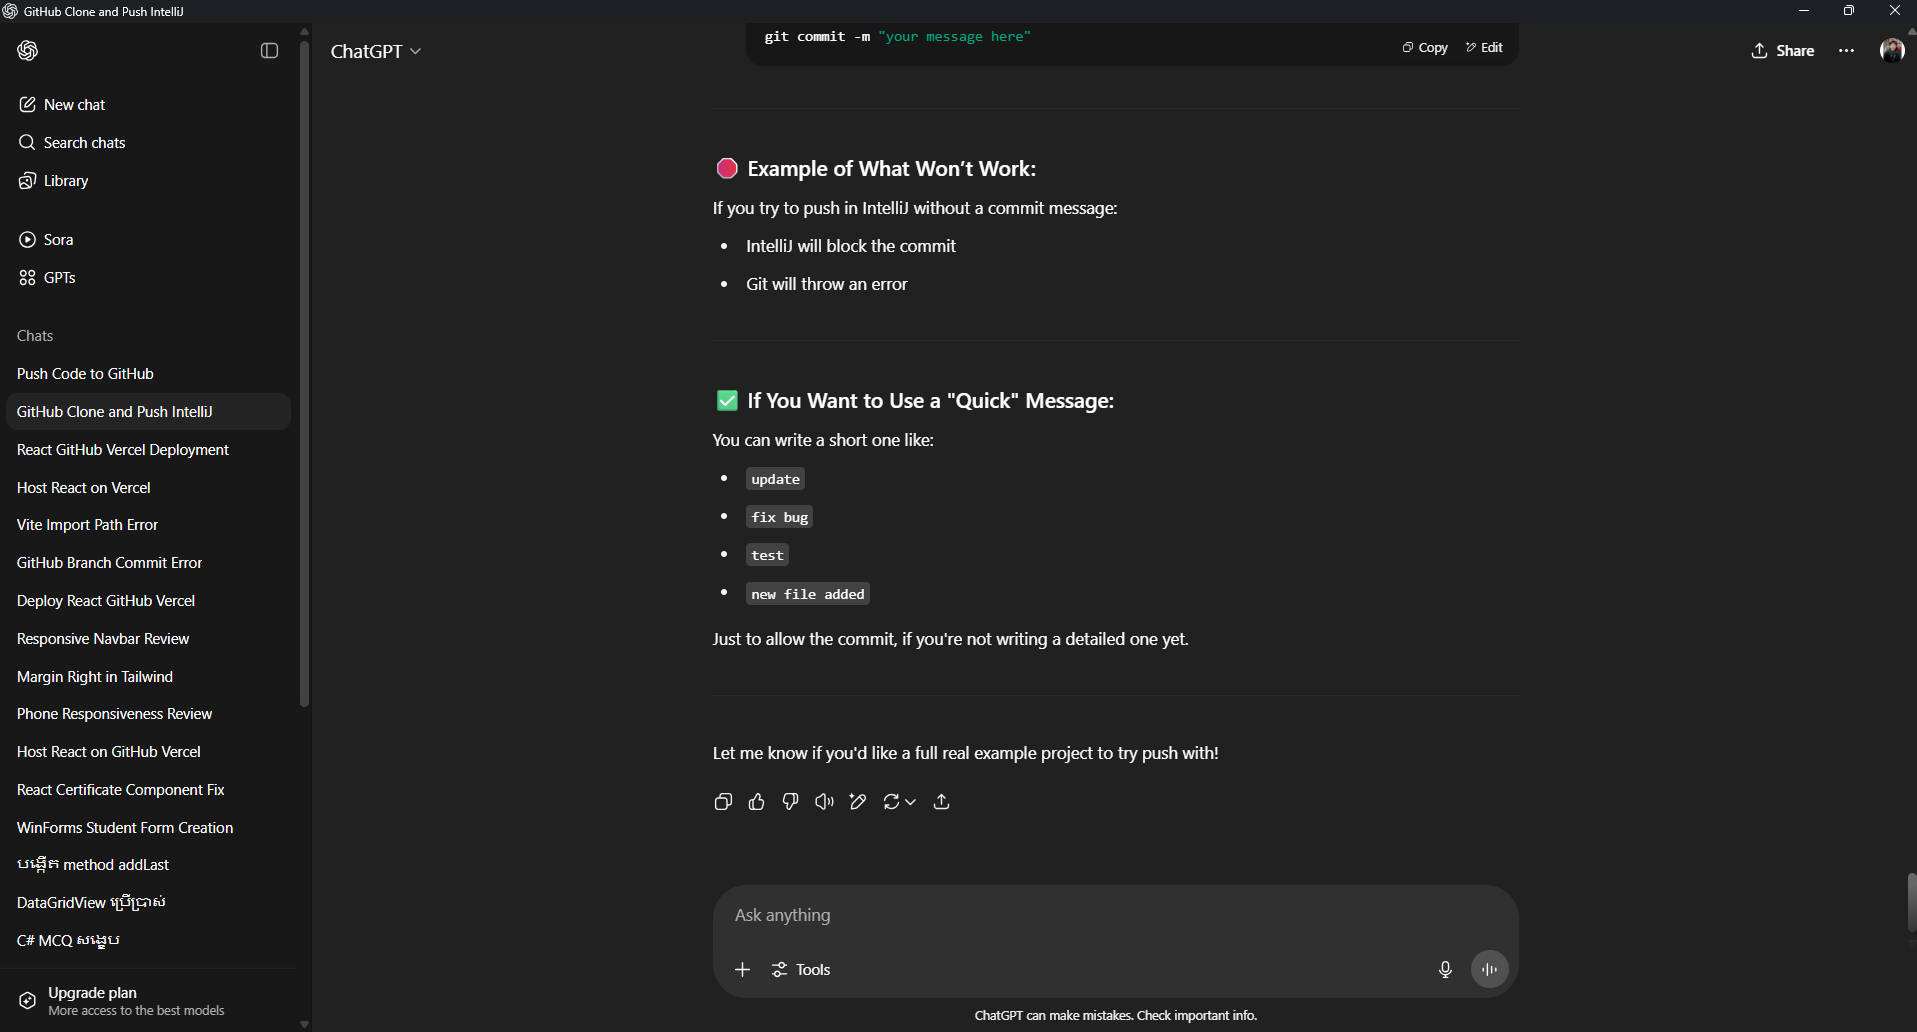 GitHub Clone and Push IntelliJ
New chat
Search chats
Library
Sora
GPTs
Chats
Push Code to GitHub
GitHub Clone and Push IntelliJ
React GitHub Vercel Deployment
Host React on Vercel
Vite Import Path Error
GitHub Branch Commit Error
Deploy React GitHub Vercel
Responsive Navbar Review
Margin Right in Tailwind
Phone Responsiveness Review
Host React on GitHub Vercel
React Certificate Component Fix
WinForms Student Form Creation
បង្កើត method addLast
DataGridView ប្រើប្រាស់
C# MCQ សង្ខេប
Upgrade plan
More access to the best models
ChatGPT
Share
git commit -m "your message here"
Copy
Edit
🛑 Example of What Won’t Work:
If you try to push in IntelliJ without a commit message:
• IntelliJ will block the commit
• Git will throw an error
✅ If You Want to Use a "Quick" Message:
You can write a short one like:
• update
• fix bug
• test
• new file added
Just to allow the commit, if you're not writing a detailed one yet.
Let me know if you'd like a full real example project to try push with!
Ask anything
Tools
ChatGPT can make mistakes. Check important info.